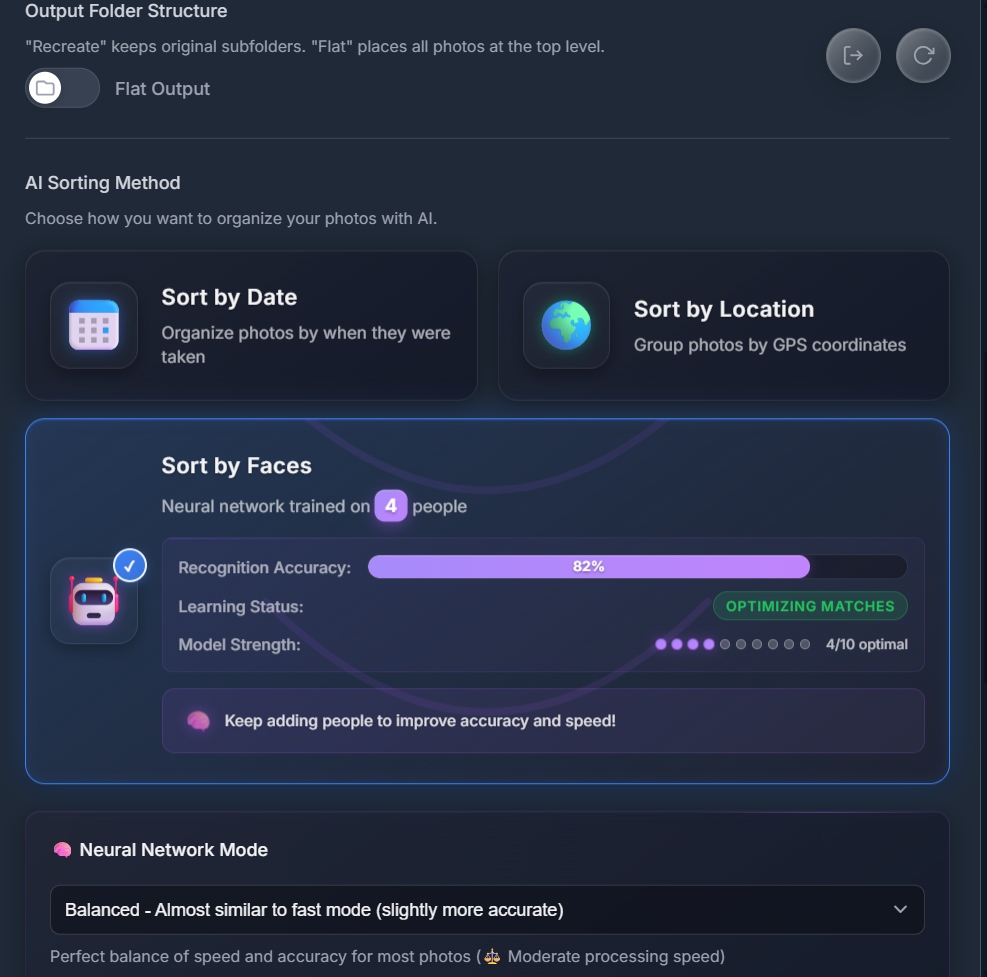 Output Folder Structure
"Recreate" keeps original subfolders. "Flat" places all photos at the top level.
Flat Output
AI Sorting Method
Choose how you want to organize your photos with AI.
Sort by Date
Organize photos by when they were
taken
Sort by Location
Group photos by GPS coordinates
Sort by Faces
Neural network trained on 4 people
Recognition Accuracy: 82%
Learning Status: OPTIMIZING MATCHES
Model Strength: 4/10 optimal
Keep adding people to improve accuracy and speed!
Neural Network Mode
Balanced - Almost similar to fast mode (slightly more accurate)
Perfect balance of speed and accuracy for most photos (⚖️ Moderate processing speed)